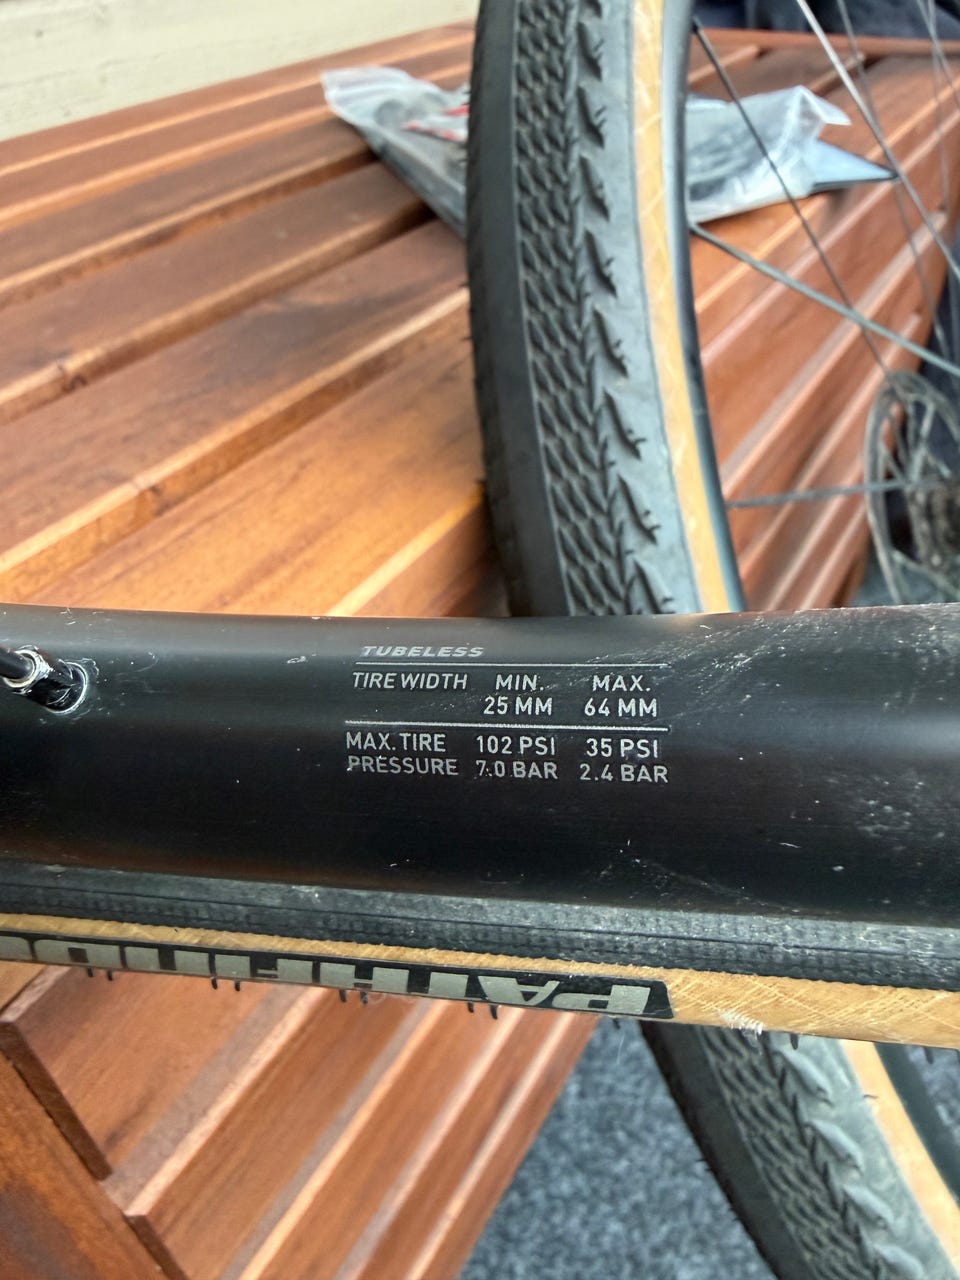 TUBELESS
TIRE WIDTH MIN. MAX.
25 MM 64 MM
MAX. TIRE 102 PSI 35 PSI
PRESSURE 7.0 BAR 2.4 BAR
PATHFIND